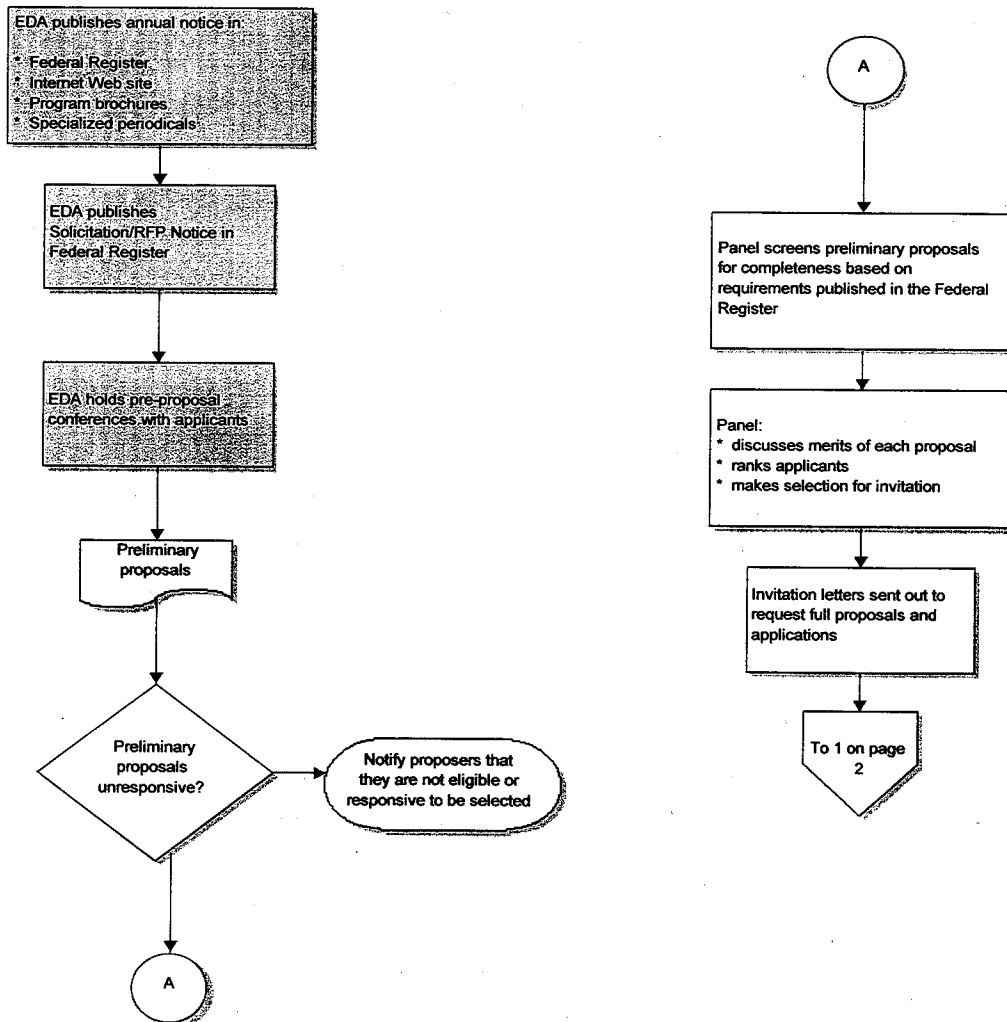 EDA publishes annual notice in:
* Federal Register
* Internet Web site
* Program brochures
* Specialized periodicals
EDA publishes
Solicitation/RFP Notice in
Federal Register
EDA holds pre-proposal
conferences with applicants
Preliminary
proposals
Preliminary
proposals
unresponsive?
Notify proposers that
they are not eligible or
responsive to be selected
A
A
Panel screens preliminary proposals
for completeness based on
requirements published in the Federal
Register
Panel:
* discusses merits of each proposal
* ranks applicants
* makes selection for invitation
Invitation letters sent out to
request full proposals and
applications
To 1 on page
2